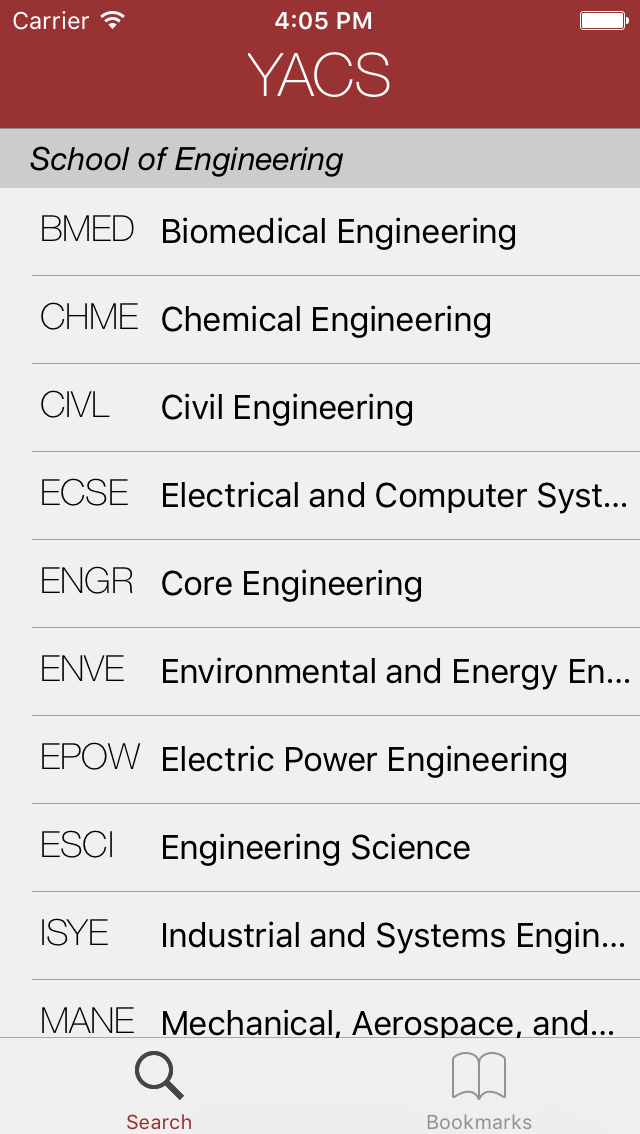 Carrier 4:05 PM
YACS
School of Engineering
BMED Biomedical Engineering
CHME Chemical Engineering
CIVL Civil Engineering
ECSE Electrical and Computer Syst...
ENGR Core Engineering
ENVE Environmental and Energy En...
EPOW Electric Power Engineering
ESCI Engineering Science
ISYE Industrial and Systems Engin...
MANE Mechanical, Aerospace, and...
Search Bookmarks